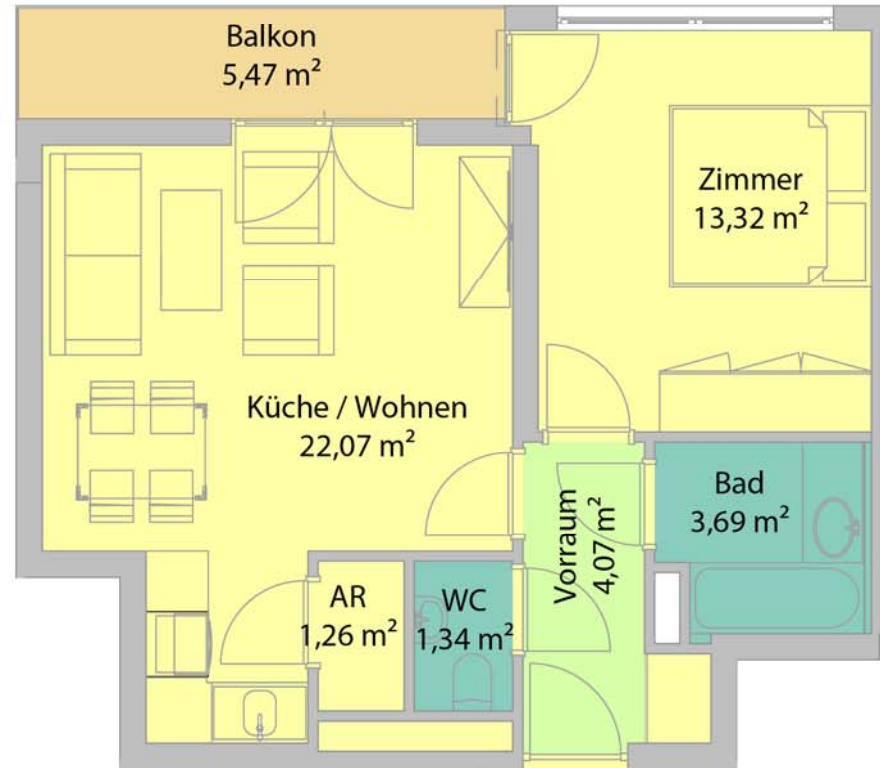 Balkon
5,47 m²
Zimmer
13,32 m²
Küche / Wohnen
22,07 m²
Bad
3,69 m²
Vorraum
4,07 m²
AR
1,26 m²
WC
1,34 m²